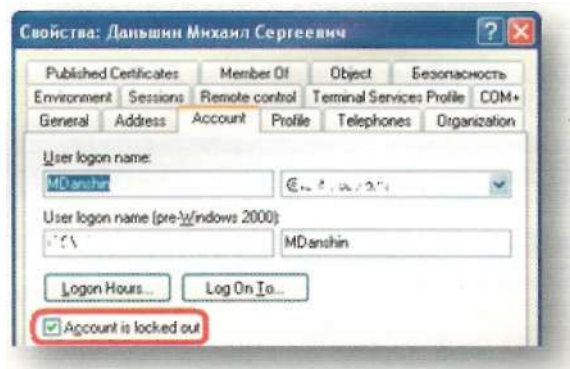 Свойства: Даньшин Михаил Сергеевич
Published Certificates Member Of Object Безопасность
Environment Sessions Remote control Terminal Services Profile COM+
General Address Account Profile Telephones Organization
User logon name:
MDanshin
User logon name (pre-Windows 2000):
MDanshin
Logon Hours... Log On To...
Account is locked out